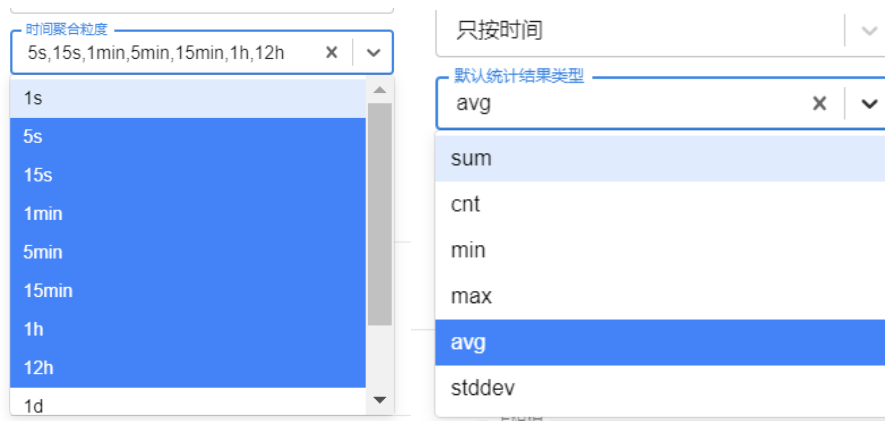 时间聚合粒度
5s,15s,1min,5min,15min,1h,12h
1s
5s
15s
1min
5min
15min
1h
12h
1d
只按时间
默认统计结果类型
avg
sum
cnt
min
max
avg
stddev